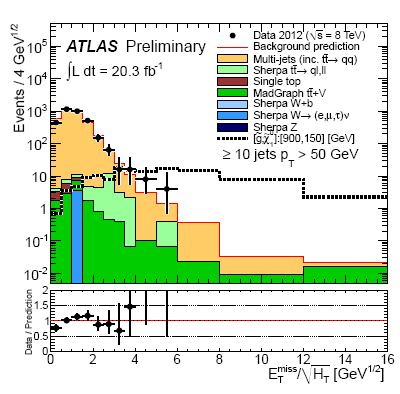 ATLAS Preliminary
∫L dt = 20.3 fb⁻¹
Data 2012 (√s = 8 TeV)
Background prediction
Multi-jets (inc. tt̄→ qq)
Sherpa tt̄→ ql,ll
Single top
MadGraph tt̄+V
Sherpa W+b
Sherpa W→ (e,μ,τ)ν
Sherpa Z
:[900,150] [GeV]
≥ 10 jets p_T > 50 GeV
Events / 4 GeV^1/2
10⁵
10⁴
10³
10²
10
1
10⁻¹
10⁻²
Data / Prediction
2
1.5
1
0.5
0
0 2 4 6 8 10 12 14 16
E_T^miss/√H_T [GeV^1/2]